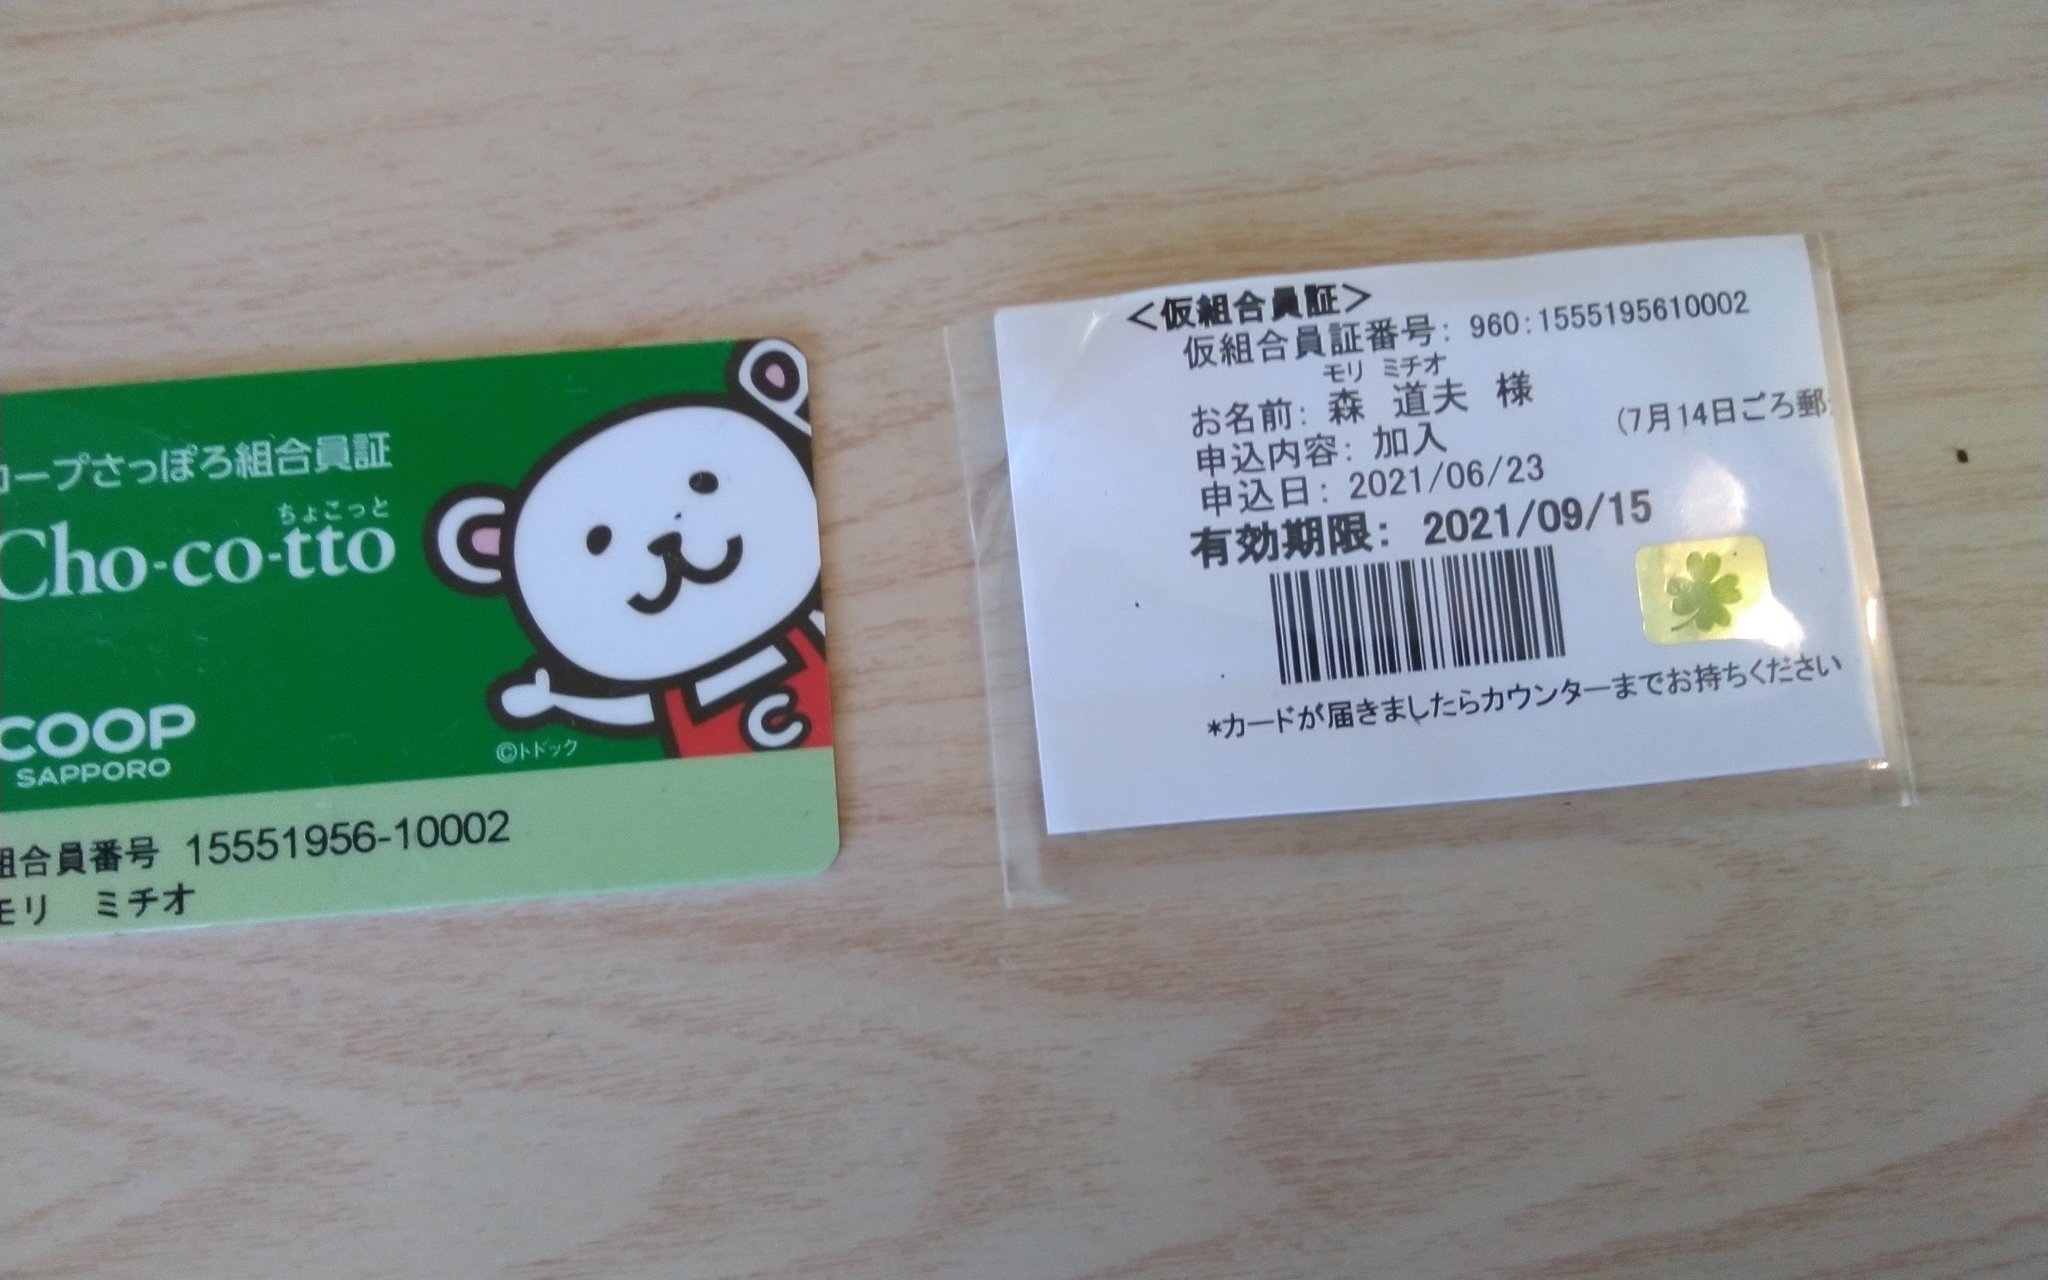 コープさっぽろ組合員証
ちょこっと
Cho-co-tto
COOP
SAPPORO
©トドック
組合員番号 15551956-10002
モリ ミチオ
<仮組合員証>
仮組合員証番号: 960:1555195610002
モリ ミチオ
お名前: 森 道夫 様
申込内容: 加入 (7月14日ごろ郵
申込日: 2021/06/23
有効期限: 2021/09/15
*カードが届きましたらカウンターまでお持ちください